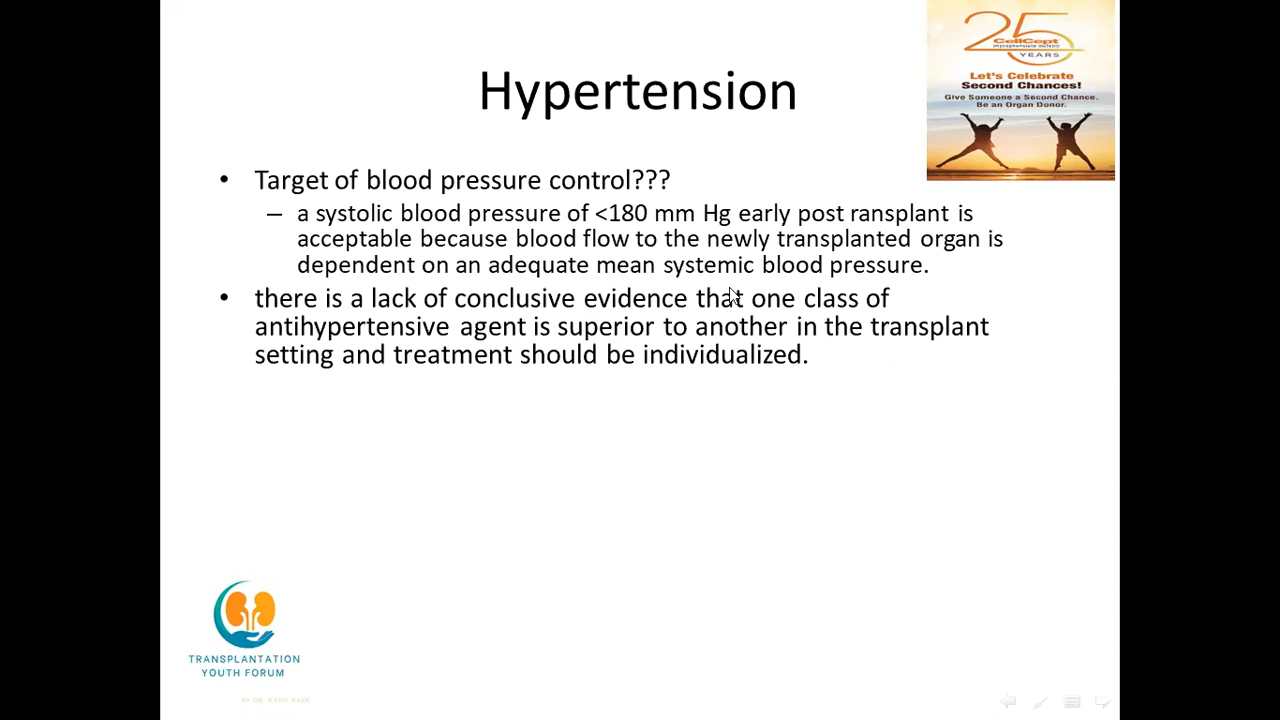 Hypertension
25
CellCept
(mycophenolate mofetil)
YEARS
Let's Celebrate
Second Chances!
Give Someone a Second Chance.
Be an Organ Donor.
• Target of blood pressure control???
– a systolic blood pressure of <180 mm Hg early post ransplant is
acceptable because blood flow to the newly transplanted organ is
dependent on an adequate mean systemic blood pressure.
• there is a lack of conclusive evidence that one class of
antihypertensive agent is superior to another in the transplant
setting and treatment should be individualized.
TRANSPLANTATION
YOUTH FORUM